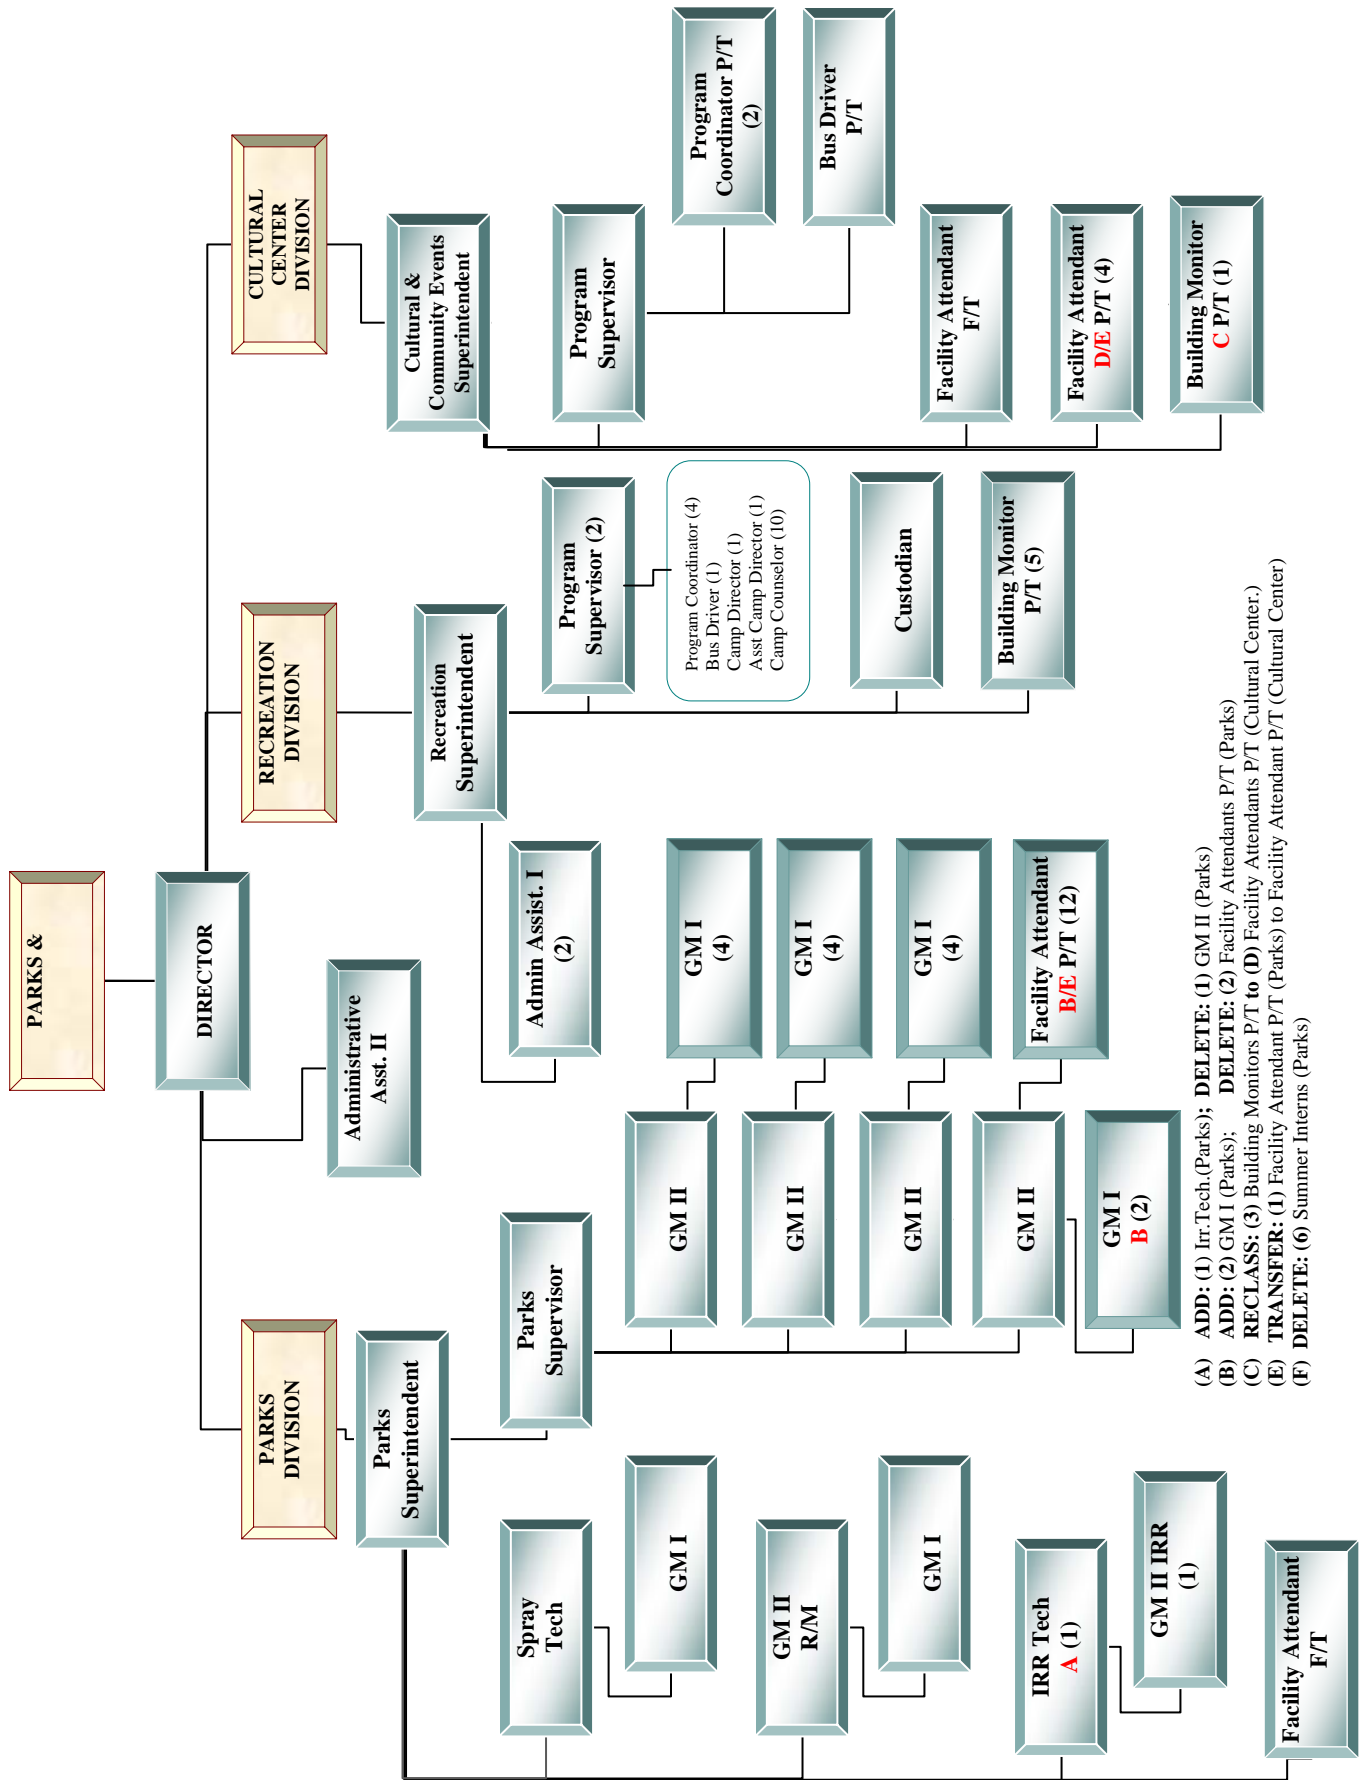 PARKS &
DIRECTOR
Administrative
Asst. II
PARKS
DIVISION
RECREATION
DIVISION
CULTURAL
CENTER
DIVISION
Parks
Superintendent
Spray
Tech
GM I
GM II
R/M
GM I
IRR Tech
A (1)
GM II IRR
(1)
Facility Attendant
F/T
Parks
Supervisor
GM II
GM I
(4)
GM II
GM I
(4)
GM II
GM I
(4)
GM II
Facility Attendant
B/E P/T (12)
GM I
B (2)
Recreation
Superintendent
Admin Assist. I
(2)
Program
Supervisor (2)
Program Coordinator (4)
Bus Driver (1)
Camp Director (1)
Asst Camp Director (1)
Camp Counselor (10)
Custodian
Building Monitor
P/T (5)
Cultural &
Community Events
Superintendent
Program
Supervisor
Program
Coordinator P/T
(2)
Bus Driver
P/T
Facility Attendant
F/T
Facility Attendant
D/E P/T (4)
Building Monitor
C P/T (1)
(A) ADD: (1) Irr.Tech.(Parks); DELETE: (1) GM II (Parks)
(B) ADD: (2) GM I (Parks); DELETE: (2) Facility Attendants P/T (Parks)
(C) RECLASS: (3) Building Monitors P/T to (D) Facility Attendants P/T (Cultural Center.)
(E) TRANSFER: (1) Facility Attendant P/T (Parks) to Facility Attendant P/T (Cultural Center)
(F) DELETE: (6) Summer Interns (Parks)